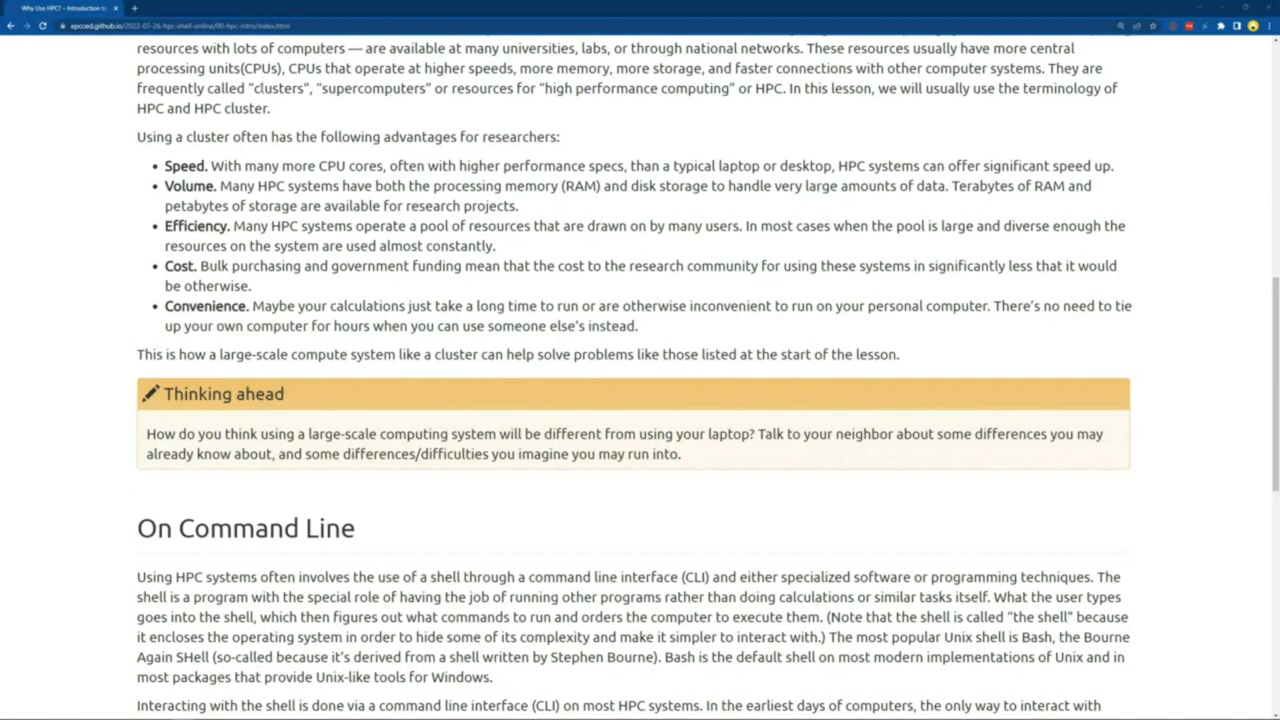 Why Use HPC? – Introduction to
epcced.github.io/2022-07-26-hpc-shell-online/00-hpc-intro/index.html
resources with lots of computers — are available at many universities, labs, or through national networks. These resources usually have more central
processing units(CPUs), CPUs that operate at higher speeds, more memory, more storage, and faster connections with other computer systems. They are
frequently called “clusters”, “supercomputers” or resources for “high performance computing” or HPC. In this lesson, we will usually use the terminology of
HPC and HPC cluster.
Using a cluster often has the following advantages for researchers:
• Speed. With many more CPU cores, often with higher performance specs, than a typical laptop or desktop, HPC systems can offer significant speed up.
• Volume. Many HPC systems have both the processing memory (RAM) and disk storage to handle very large amounts of data. Terabytes of RAM and
petabytes of storage are available for research projects.
• Efficiency. Many HPC systems operate a pool of resources that are drawn on by many users. In most cases when the pool is large and diverse enough the
resources on the system are used almost constantly.
• Cost. Bulk purchasing and government funding mean that the cost to the research community for using these systems in significantly less that it would
be otherwise.
• Convenience. Maybe your calculations just take a long time to run or are otherwise inconvenient to run on your personal computer. There’s no need to tie
up your own computer for hours when you can use someone else’s instead.
This is how a large-scale compute system like a cluster can help solve problems like those listed at the start of the lesson.
Thinking ahead
How do you think using a large-scale computing system will be different from using your laptop? Talk to your neighbor about some differences you may
already know about, and some differences/difficulties you imagine you may run into.
On Command Line
Using HPC systems often involves the use of a shell through a command line interface (CLI) and either specialized software or programming techniques. The
shell is a program with the special role of having the job of running other programs rather than doing calculations or similar tasks itself. What the user types
goes into the shell, which then figures out what commands to run and orders the computer to execute them. (Note that the shell is called “the shell” because
it encloses the operating system in order to hide some of its complexity and make it simpler to interact with.) The most popular Unix shell is Bash, the Bourne
Again SHell (so-called because it’s derived from a shell written by Stephen Bourne). Bash is the default shell on most modern implementations of Unix and in
most packages that provide Unix-like tools for Windows.
Interacting with the shell is done via a command line interface (CLI) on most HPC systems. In the earliest days of computers, the only way to interact with